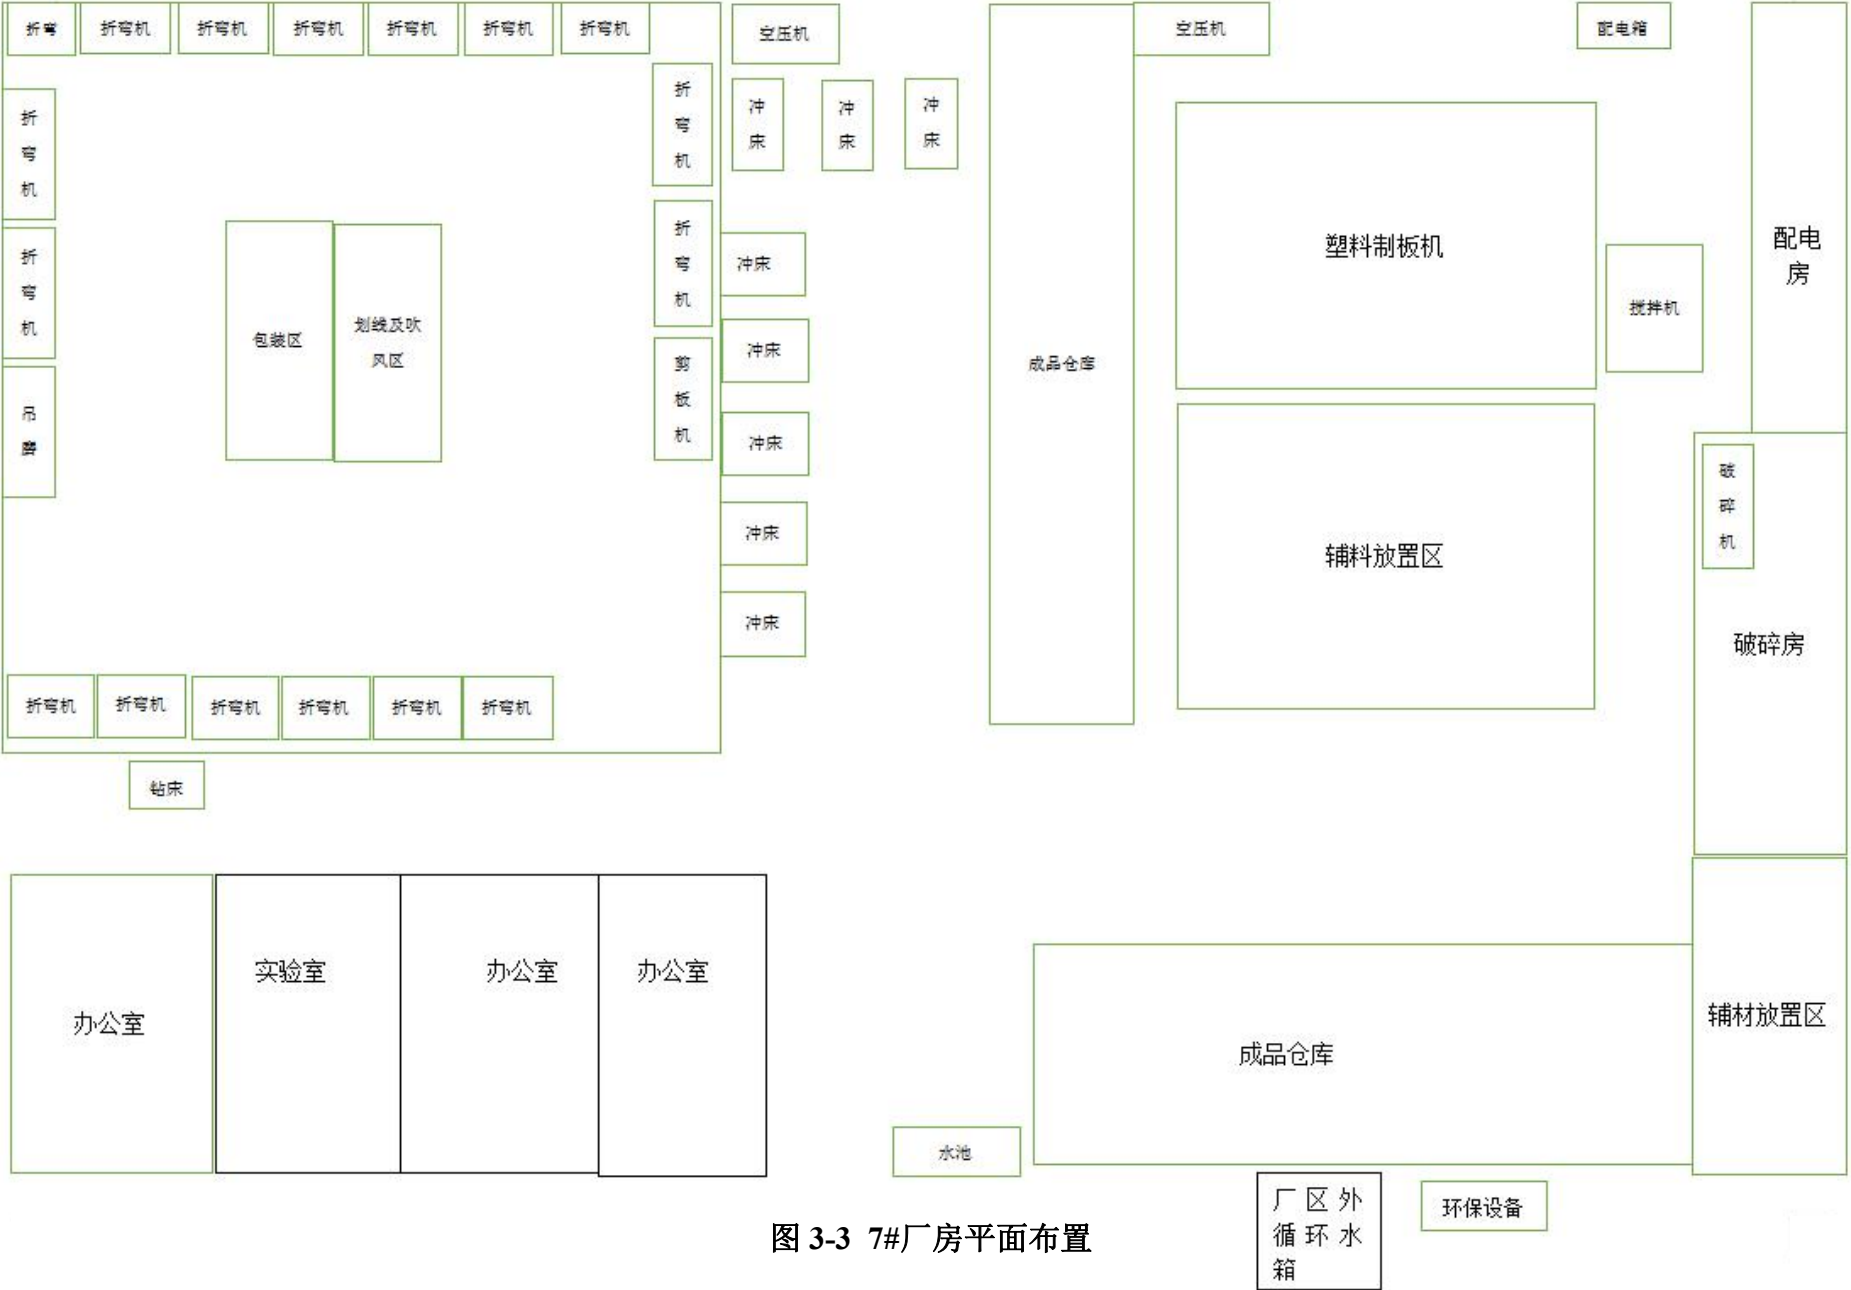 折弯
折弯机
折弯机
折弯机
折弯机
折弯机
折弯机
空压机
空压机
配电箱
折
弯
机
折
弯
机
冲
床
冲
床
冲
床
折
弯
机
折
弯
机
吊
磨
包装区
划线及吹
风区
剪
板
机
冲床
冲床
冲床
冲床
冲床
成品仓库
塑料制板机
搅拌机
配电
房
辅料放置区
破
碎
机
破碎房
折弯机
折弯机
折弯机
折弯机
折弯机
折弯机
钻床
办公室
实验室
办公室
办公室
成品仓库
辅材放置区
水池
厂区外
循环水
箱
环保设备
图 3-3 7#厂房平面布置